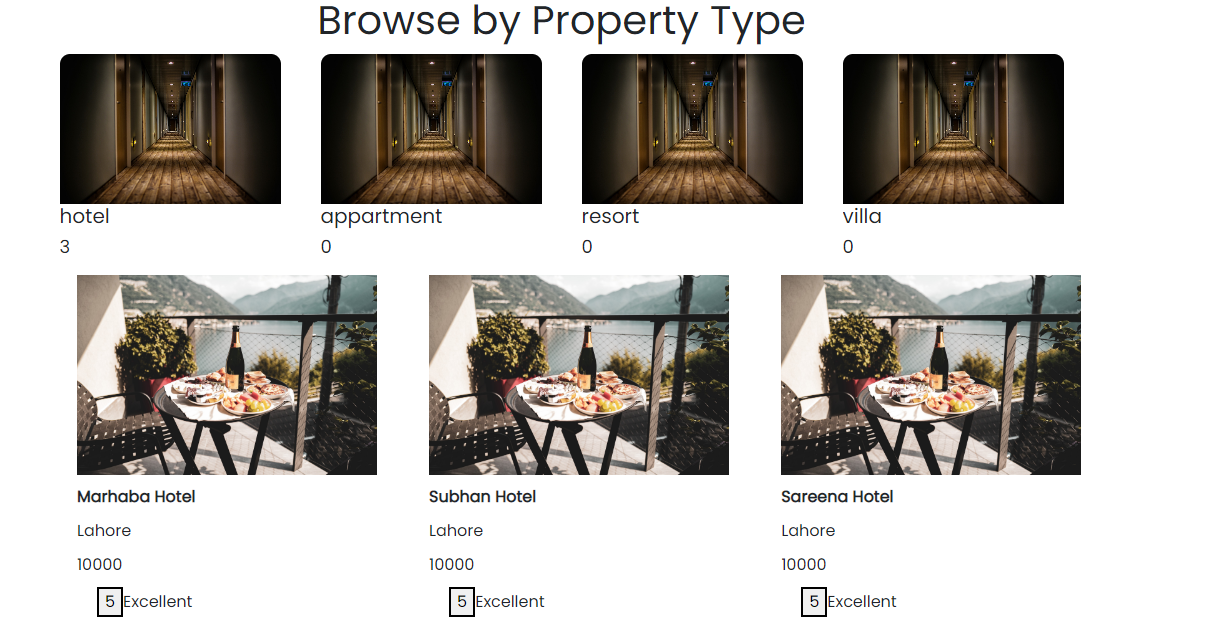 Browse by Property Type
hotel appartment resort villa
3 0 0 0
Marhaba Hotel Subhan Hotel Sareena Hotel
Lahore Lahore Lahore
10000 10000 10000
5 Excellent 5 Excellent 5 Excellent